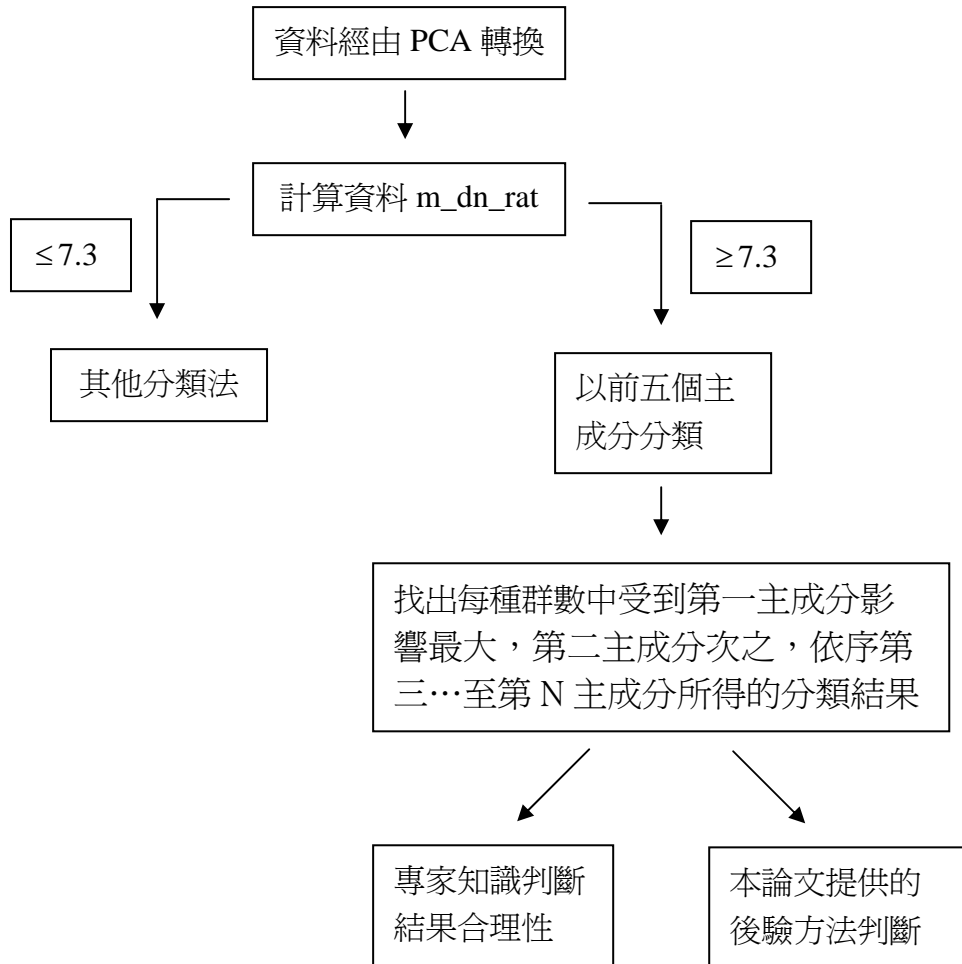 資料經由 PCA 轉換
計算資料 m_dn_rat
≤7.3
≥7.3
其他分類法
以前五個主
成分分類
找出每種群數中受到第一主成分影
響最大，第二主成分次之，依序第
三…至第 N 主成分所得的分類結果
專家知識判斷
結果合理性
本論文提供的
後驗方法判斷